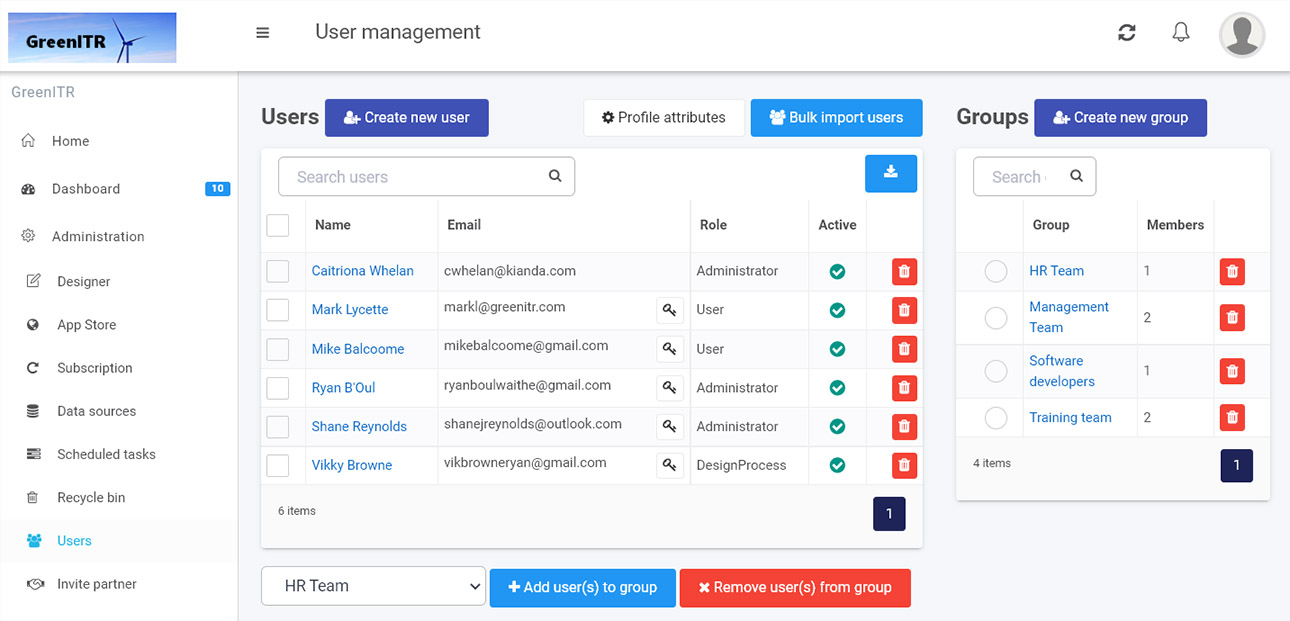 GreenITR
User management
GreenITR
Home
Dashboard 10
Administration
Designer
App Store
Subscription
Data sources
Scheduled tasks
Recycle bin
Users
Invite partner
Users Create new user Profile attributes Bulk import users
Search users
Name Email Role Active
Caitriona Whelan cwhelan@kianda.com Administrator
Mark Lycette markl@greenitr.com User
Mike Balcoome mikebalcoome@gmail.com User
Ryan B'Oul ryanboulwaithe@gmail.com Administrator
Shane Reynolds shanejreynolds@outlook.com Administrator
Vikky Browne vikbrowneryan@gmail.com DesignProcess
6 items 1
HR Team Add user(s) to group Remove user(s) from group
Groups Create new group
Search
Group Members
HR Team 1
Management
Team 2
Software
developers 1
Training team 2
4 items 1